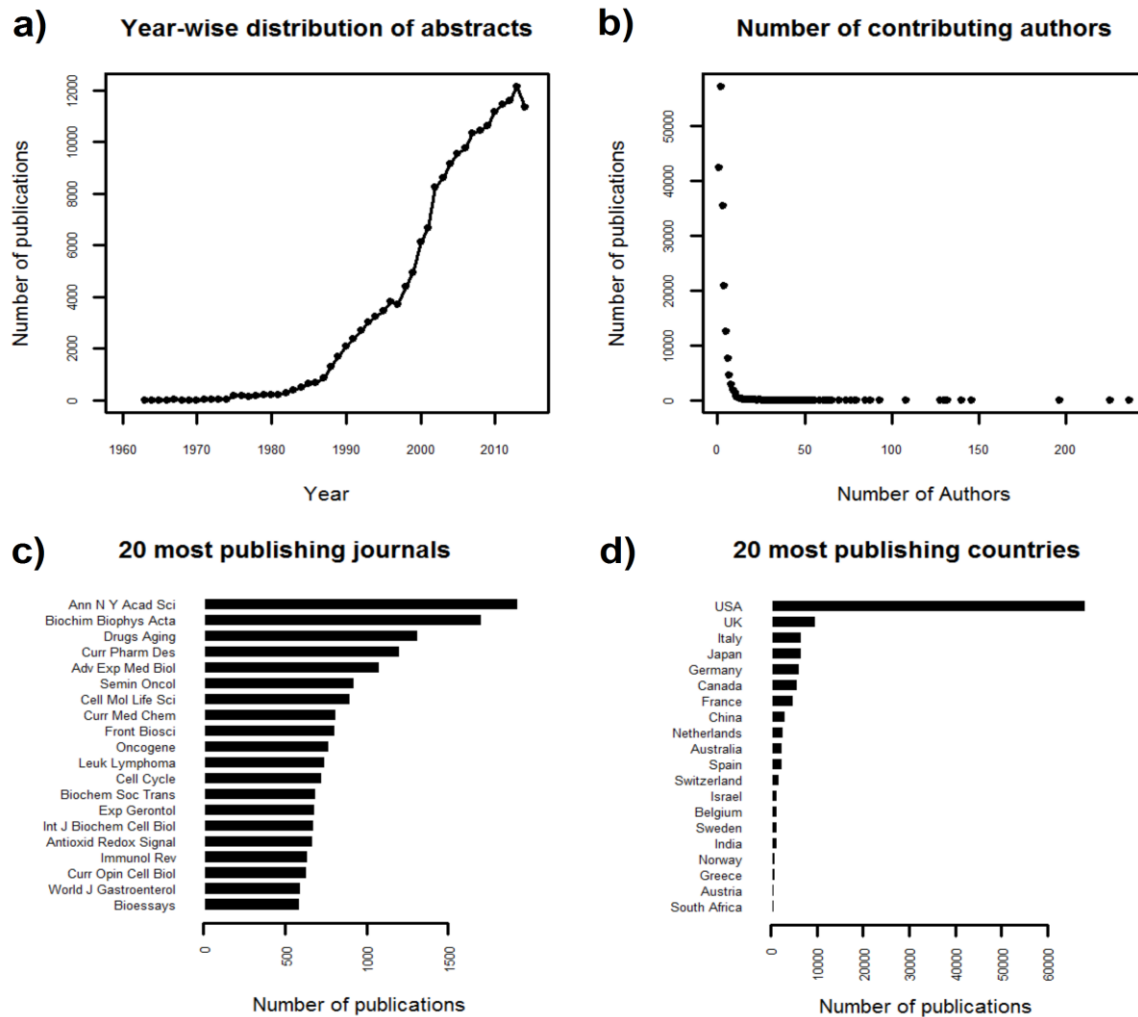 a)
Year-wise distribution of abstracts
Number of publications
12000
10000
8000
6000
4000
2000
0
1960 1970 1980 1990 2000 2010
Year
b)
Number of contributing authors
Number of publications
50000
40000
30000
20000
10000
0
0 50 100 150 200
Number of Authors
c)
20 most publishing journals
Ann N Y Acad Sci
Biochim Biophys Acta
Drugs Aging
Curr Pharm Des
Adv Exp Med Biol
Semin Oncol
Cell Mol Life Sci
Curr Med Chem
Front Biosci
Oncogene
Leuk Lymphoma
Cell Cycle
Biochem Soc Trans
Exp Gerontol
Int J Biochem Cell Biol
Antioxid Redox Signal
Immunol Rev
Curr Opin Cell Biol
World J Gastroenterol
Bioessays
0 500 1000 1500
Number of publications
d)
20 most publishing countries
USA
UK
Italy
Japan
Germany
Canada
France
China
Netherlands
Australia
Spain
Switzerland
Israel
Belgium
Sweden
India
Norway
Greece
Austria
South Africa
0 10000 20000 30000 40000 50000 60000
Number of publications